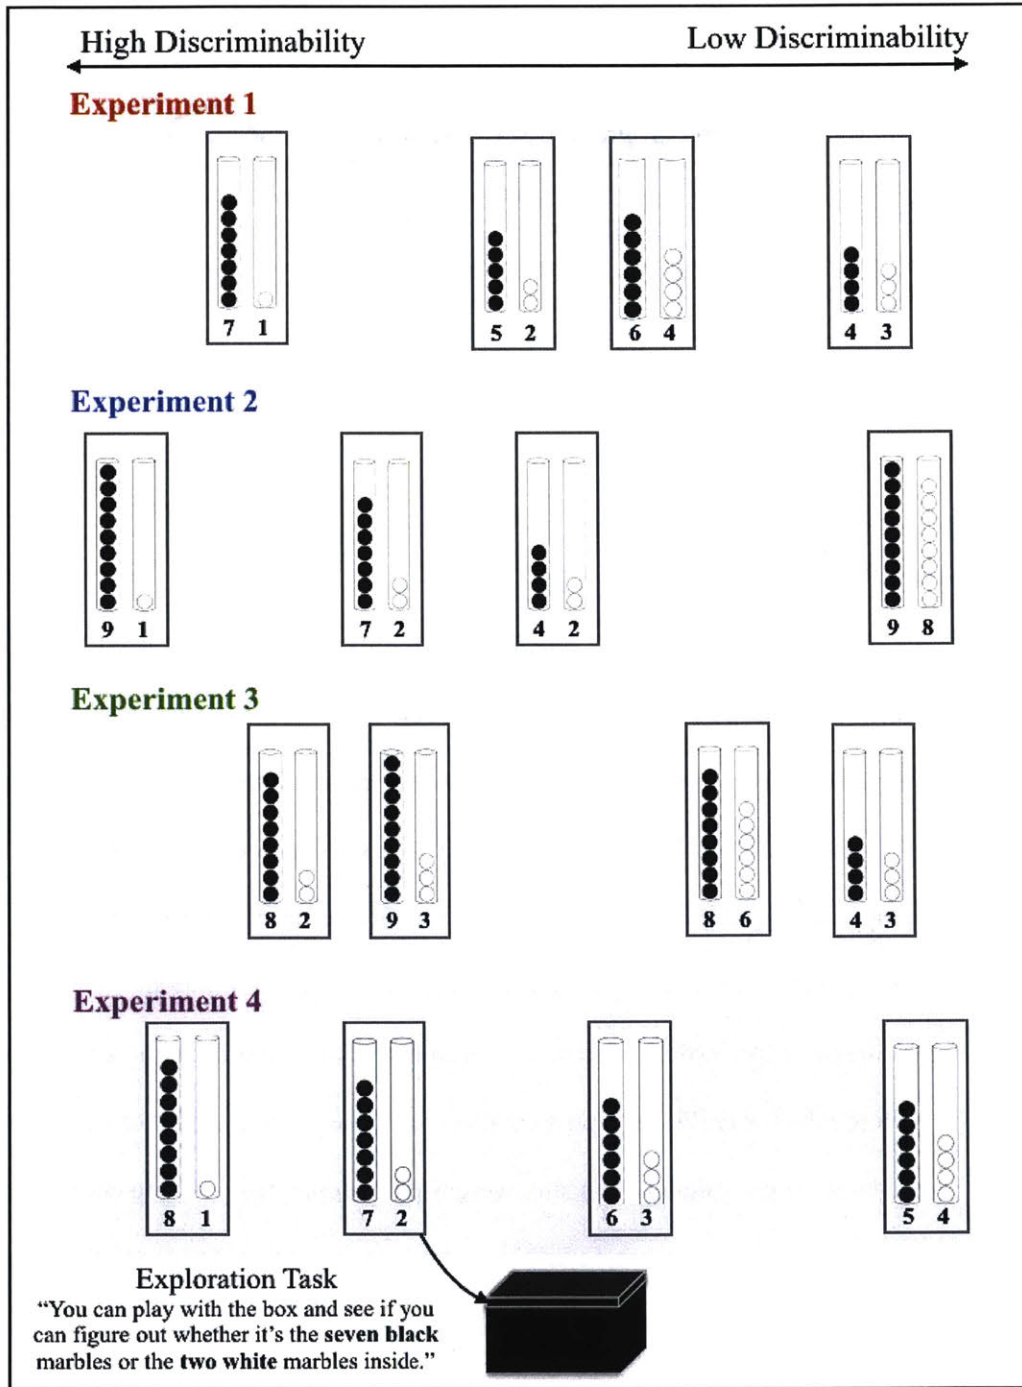 High Discriminability
Low Discriminability
Experiment 1
7 1
5 2
6 4
4 3
Experiment 2
9 1
7 2
4 2
9 8
Experiment 3
8 2
9 3
8 6
4 3
Experiment 4
8 1
7 2
6 3
5 4
Exploration Task
“You can play with the box and see if you
can figure out whether it’s the seven black
marbles or the two white marbles inside.”